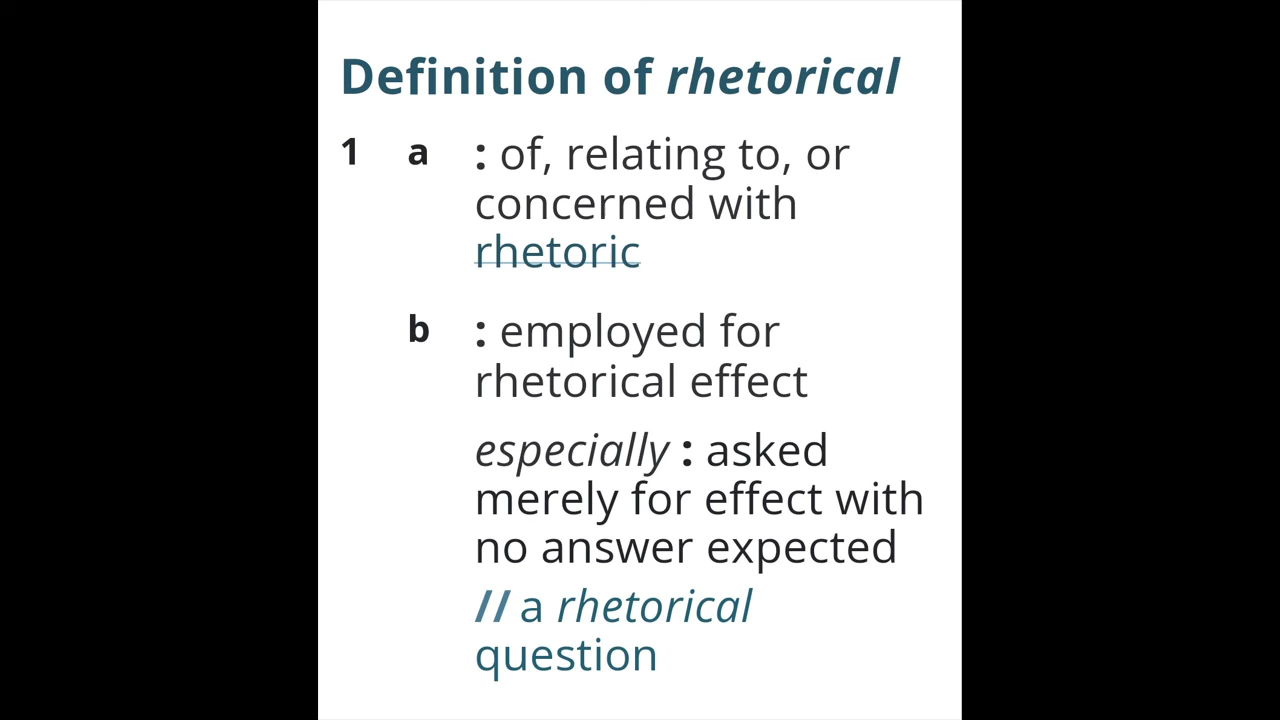 Definition of rhetorical
1 a : of, relating to, or
concerned with
rhetoric
b : employed for
rhetorical effect
especially : asked
merely for effect with
no answer expected
// a rhetorical
question